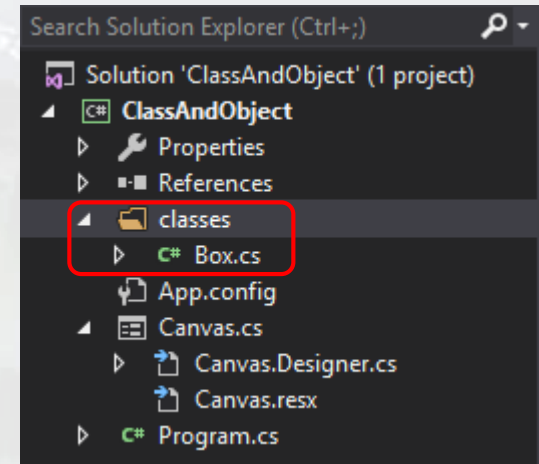 Search Solution Explorer (Ctrl+;)
Solution 'ClassAndObject' (1 project)
C# ClassAndObject
Properties
References
classes
C# Box.cs
App.config
Canvas.cs
Canvas.Designer.cs
Canvas.resx
C# Program.cs